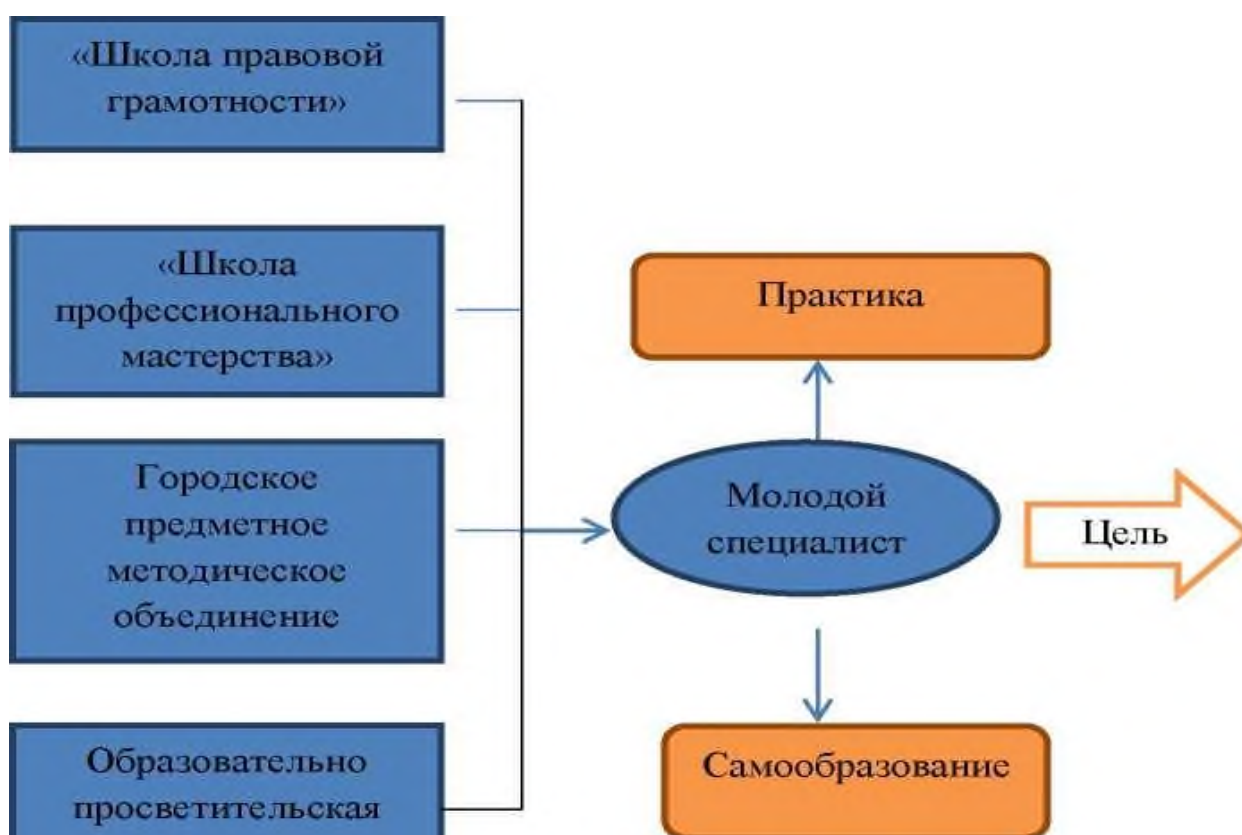 «Школа правовой
грамотности»
«Школа
профессионального
мастерства»
Городское
предметное
методическое
объединение
Образовательно
просветительская
Практика
Молодой
специалист
Цель
Самообразование